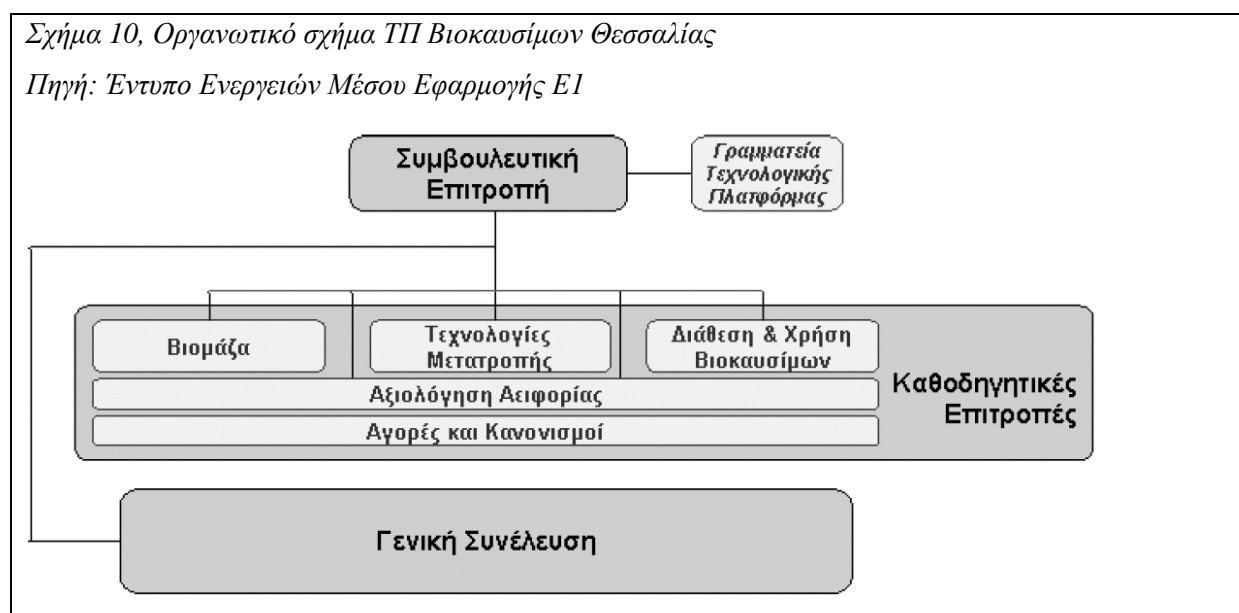 Σχήμα 10, Οργανωτικό σχήμα ΤΠ Βιοκαυσίμων Θεσσαλίας
Πηγή: Έντυπο Ενεργειών Μέσου Εφαρμογής Ε1
Συμβουλευτική
Επιτροπή
Γραμματεία
Τεχνολογικής
Πλατφόρμας
Βιομάζα
Τεχνολογίες
Μετατροπής
Διάθεση & Χρήση
Βιοκαυσίμων
Αξιολόγηση Αειφορίας
Αγορές και Κανονισμοί
Καθοδηγητικές
Επιτροπές
Γενική Συνέλευση